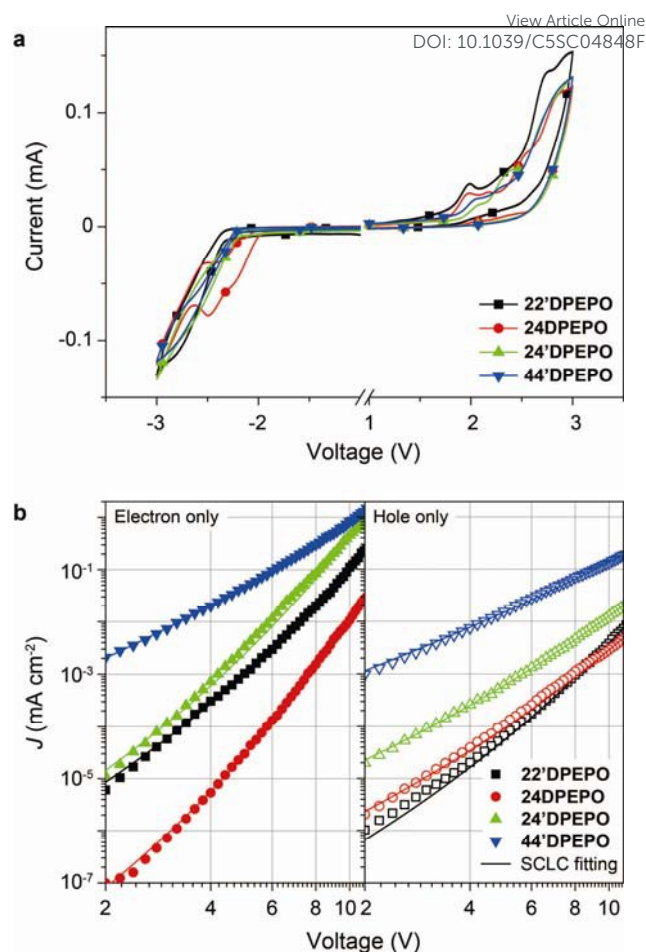 View Article Online
DOI: 10.1039/C5SC04848F
a
0.1
0
-0.1
Current (mA)
22'DPEPO
24DPEPO
24'DPEPO
44'DPEPO
-3
-2
1
2
3
Voltage (V)
b
Electron only
Hole only
10-1
10-3
10-5
10-7
J (mA cm-2)
22'DPEPO
24DPEPO
24'DPEPO
44'DPEPO
SCLC fitting
2
4
6
8
10
2
4
6
8
10
Voltage (V)